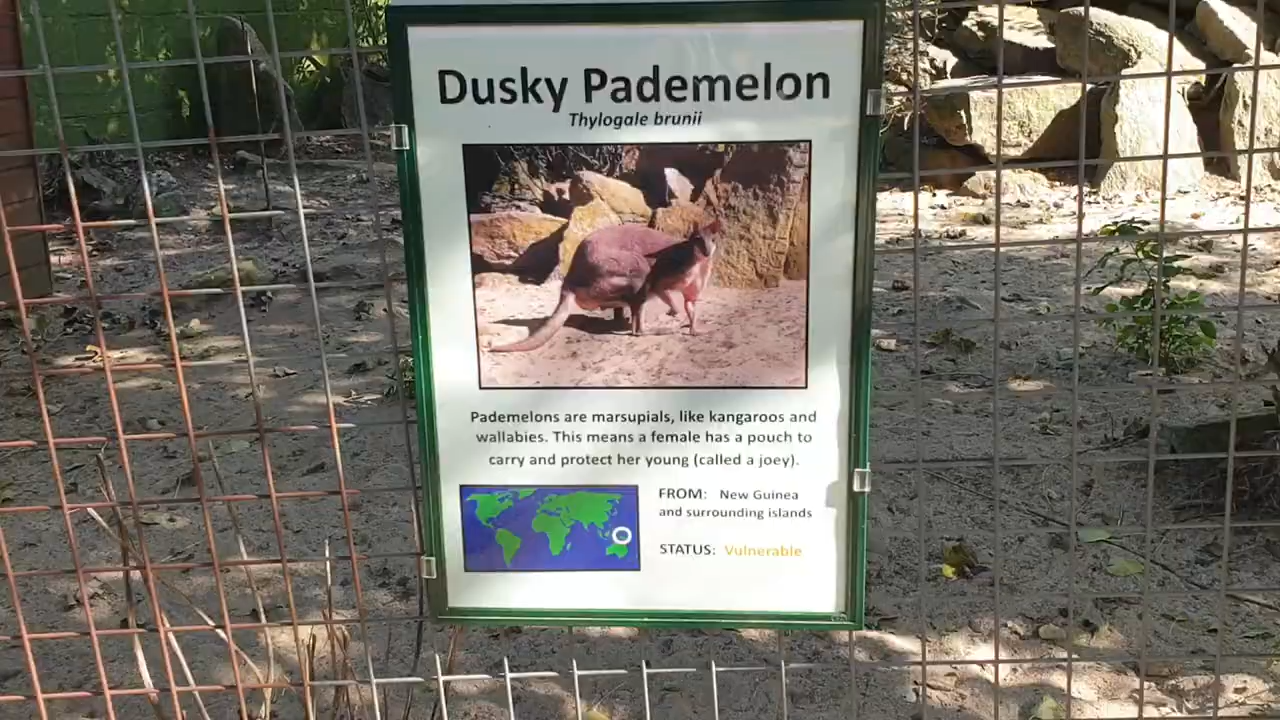 Dusky Pademelon
Thylogale brunii
Pademelons are marsupials, like kangaroos and
wallabies. This means a female has a pouch to
carry and protect her young (called a joey).
FROM: New Guinea
and surrounding islands
STATUS: Vulnerable